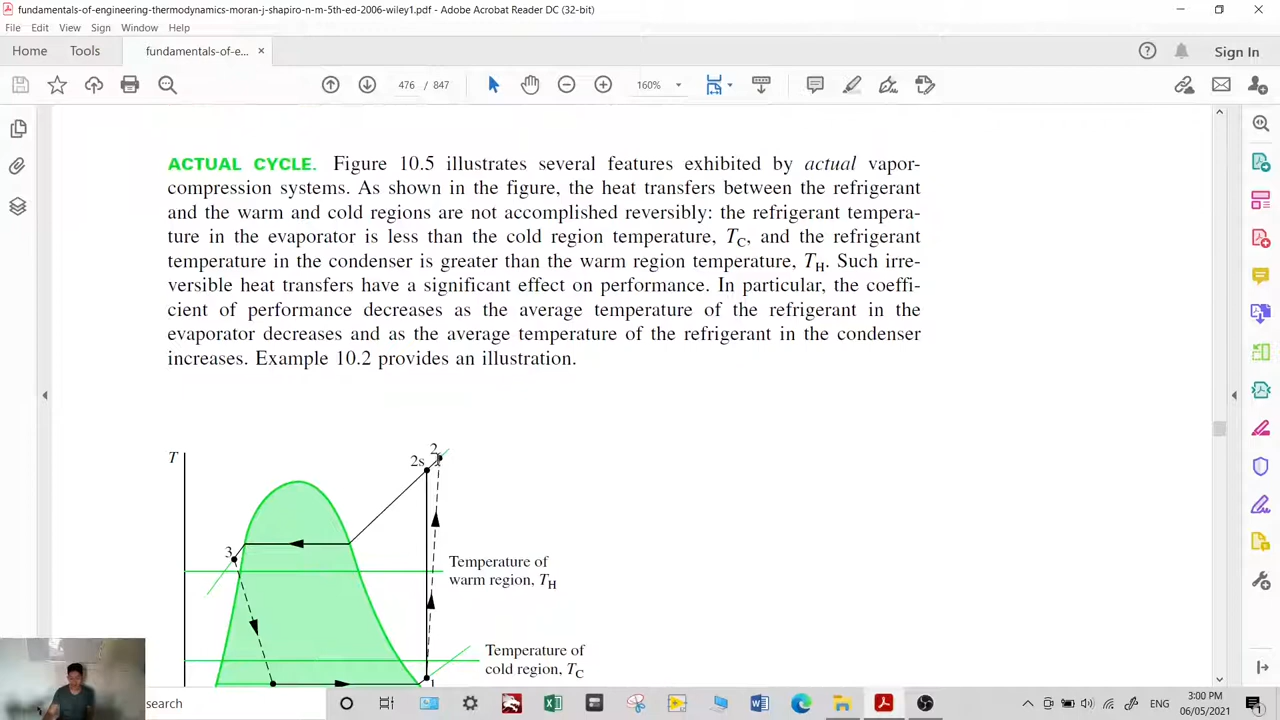 fundamentals-of-engineering-thermodynamics-moran-j-shapiro-n-m-5th-ed-2006-wiley1.pdf - Adobe Acrobat Reader DC (32-bit)
File Edit View Sign Window Help
Home Tools fundamentals-of-e... × Sign In
476 / 847 160%
ACTUAL CYCLE. Figure 10.5 illustrates several features exhibited by actual vapor-
compression systems. As shown in the figure, the heat transfers between the refrigerant
and the warm and cold regions are not accomplished reversibly: the refrigerant tempera-
ture in the evaporator is less than the cold region temperature, TC, and the refrigerant
temperature in the condenser is greater than the warm region temperature, TH. Such irre-
versible heat transfers have a significant effect on performance. In particular, the coeffi-
cient of performance decreases as the average temperature of the refrigerant in the
evaporator decreases and as the average temperature of the refrigerant in the condenser
increases. Example 10.2 provides an illustration.
T
2
2s
3
Temperature of
warm region, TH
Temperature of
cold region, TC
1
search
ENG
3:00 PM
06/05/2021